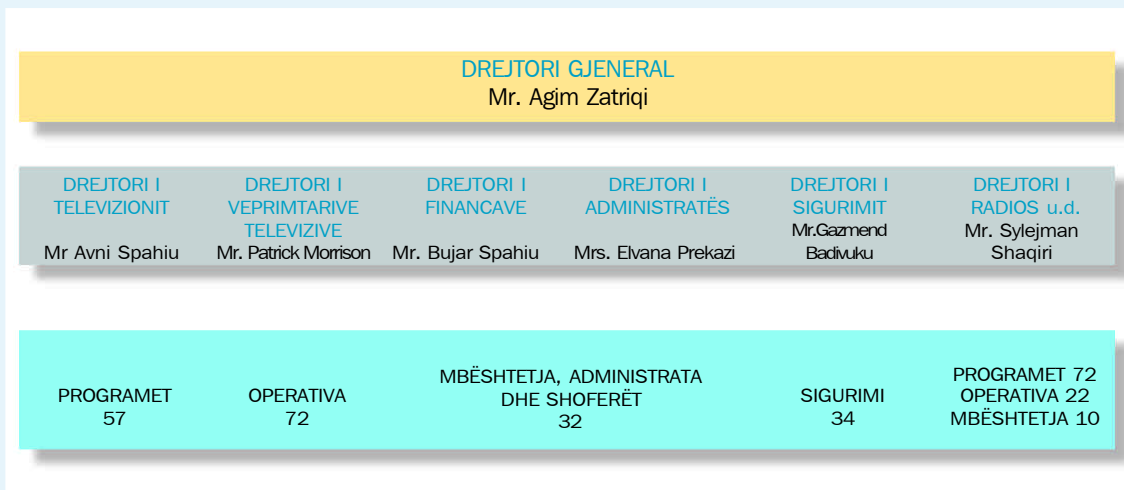 DREJTORI GJENERAL
Mr. Agim Zatriqi
DREJTORI I
TELEVIZIONIT
Mr Avni Spahiu
DREJTORI I
VEPRIMTARIVE
TELEVIZIVE
Mr. Patrick Morrison
DREJTORI I
FINANCAVE
Mr. Bujar Spahiu
DREJTORI I
ADMINISTRATËS
Mrs. Elvana Prekazi
DREJTORI I
SIGURIMIT
Mr.Gazmend
Badivuku
DREJTORI I
RADIOS u.d.
Mr. Sylejman
Shaqiri
PROGRAMET
57
OPERATIVA
72
MBËSHTETJA, ADMINISTRATA
DHE SHOFERËT
32
SIGURIMI
34
PROGRAMET 72
OPERATIVA 22
MBËSHTETJA 10